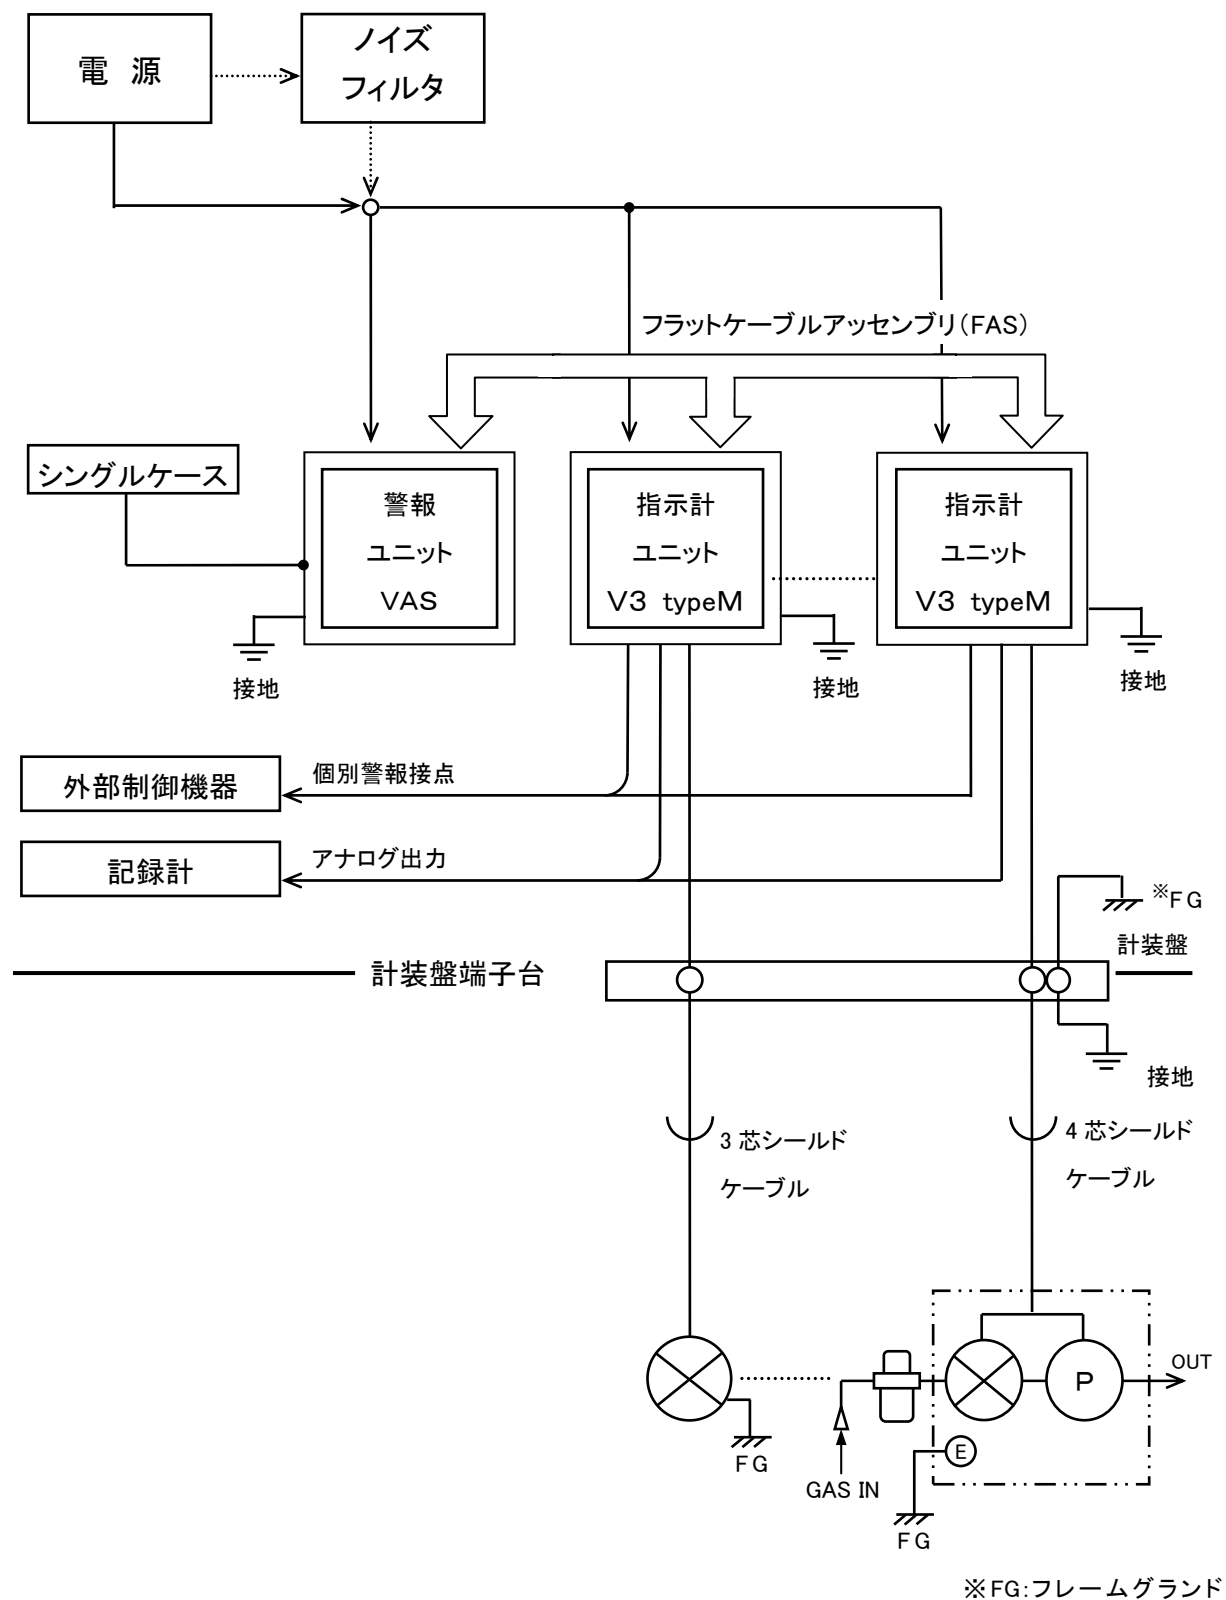 電 源
ノイズ
フィルタ
フラットケーブルアッセンブリ(FAS)
シングルケース
警報
ユニット
VAS
指示計
ユニット
V3 typeM
指示計
ユニット
V3 typeM
接地
接地
接地
外部制御機器
個別警報接点
記録計
アナログ出力
※FG
計装盤
計装盤端子台
接地
3 芯シールド
ケーブル
4 芯シールド
ケーブル
P
OUT
E
FG
GAS IN
FG
※FG:フレームグランド